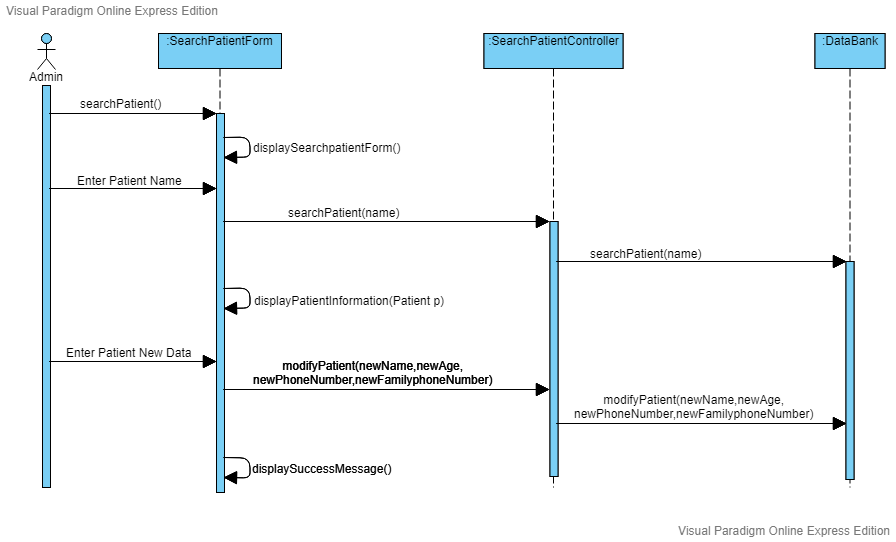 Visual Paradigm Online Express Edition
:SearchPatientForm
:SearchPatientController
:DataBank
Admin
searchPatient()
displaySearchpatientForm()
Enter Patient Name
searchPatient(name)
searchPatient(name)
displayPatientInformation(Patient p)
Enter Patient New Data
modifyPatient(newName,newAge,
newPhoneNumber,newFamilyphoneNumber)
modifyPatient(newName,newAge,
newPhoneNumber,newFamilyphoneNumber)
displaySuccessMessage()
Visual Paradigm Online Express Edition